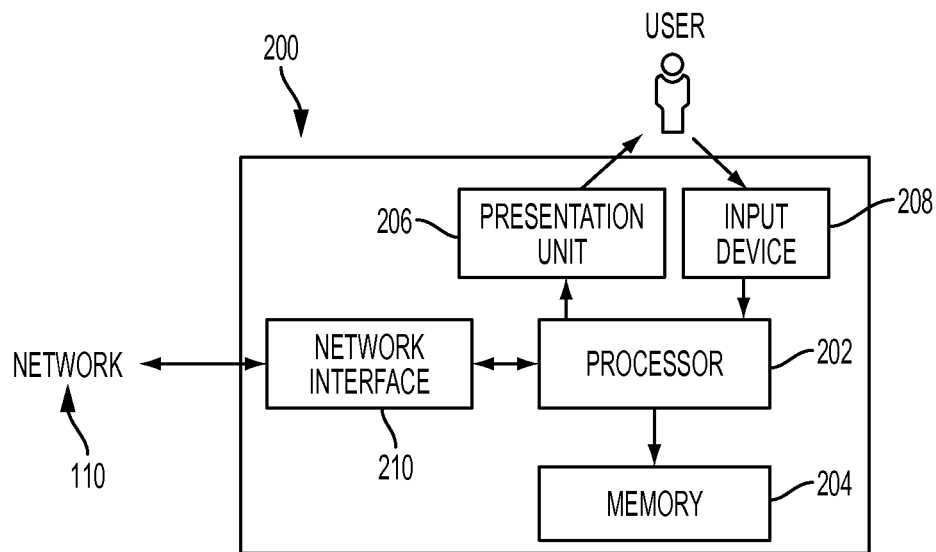 USER
200
206
PRESENTATION
UNIT
INPUT
DEVICE
208
NETWORK
110
NETWORK
INTERFACE
210
PROCESSOR
202
MEMORY
204